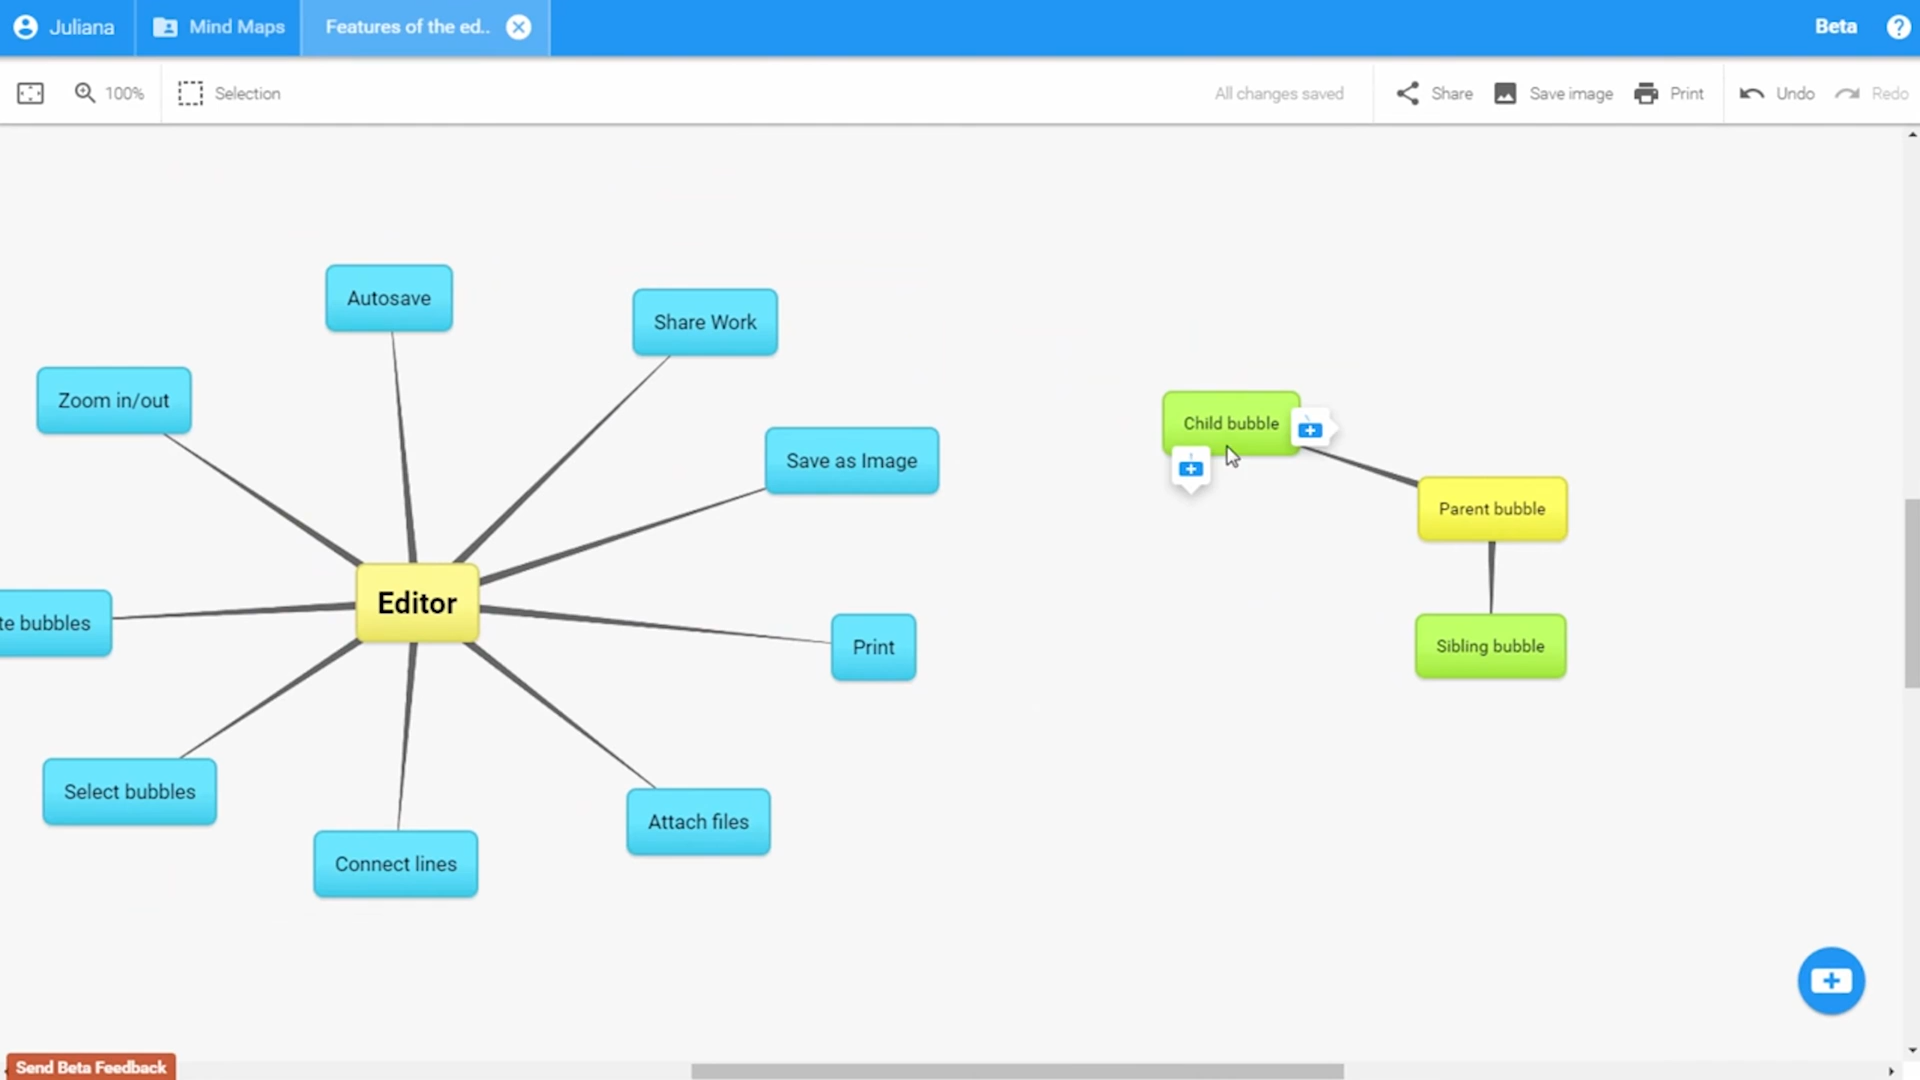 Juliana
Mind Maps
Features of the ed..
Beta
?
100%
Selection
All changes saved
Share
Save image
Print
Undo
Redo
Autosave
Share Work
Zoom in/out
Child bubble
Save as Image
Parent bubble
Editor
te bubbles
Print
Sibling bubble
Select bubbles
Attach files
Connect lines
Send Beta Feedback